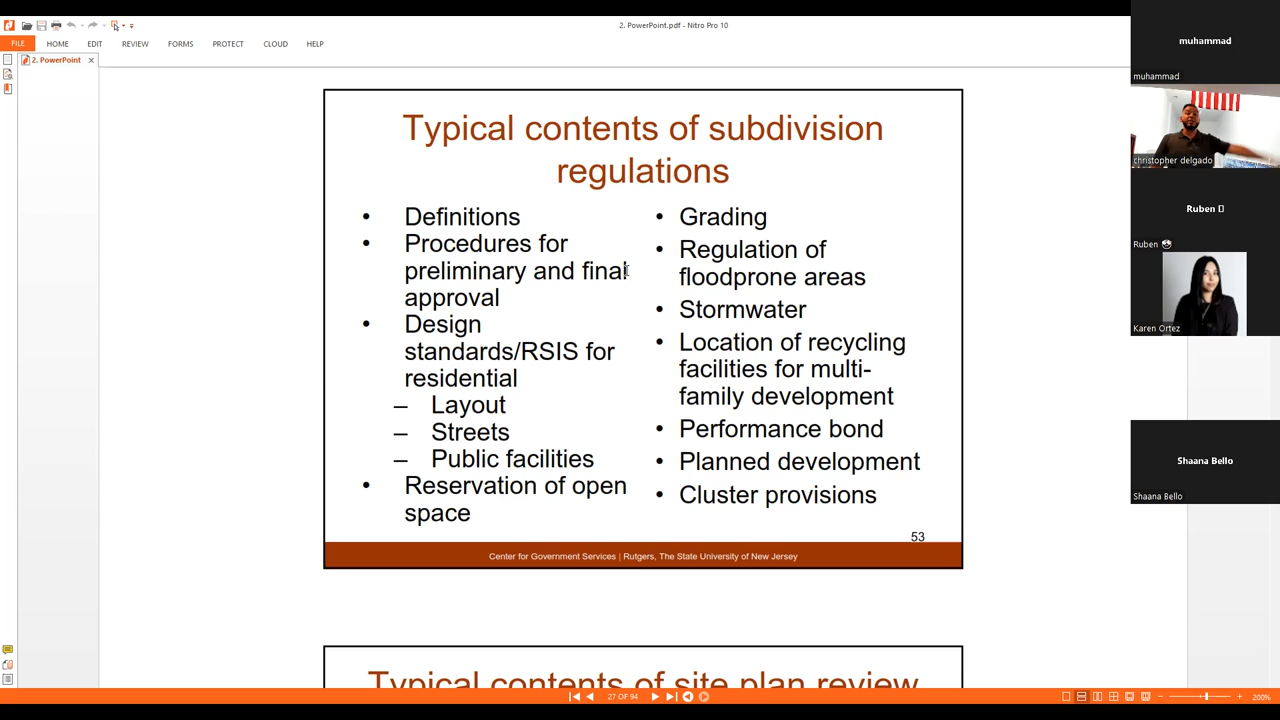 2. PowerPoint.pdf - Nitro Pro 10
FILE
HOME
EDIT
REVIEW
FORMS
PROTECT
CLOUD
HELP
2. PowerPoint
Typical contents of subdivision
regulations
• Definitions
• Procedures for
preliminary and final
approval
• Design
standards/RSIS for
residential
– Layout
– Streets
– Public facilities
• Reservation of open
space
• Grading
• Regulation of
floodprone areas
• Stormwater
• Location of recycling
facilities for multi-
family development
• Performance bond
• Planned development
• Cluster provisions
53
Center for Government Services | Rutgers, The State University of New Jersey
Typical contents of site plan review
27 OF 94
200%
muhammad
muhammad
christopher delgado
Ruben
Ruben
Karen Ortez
Shaana Bello
Shaana Bello